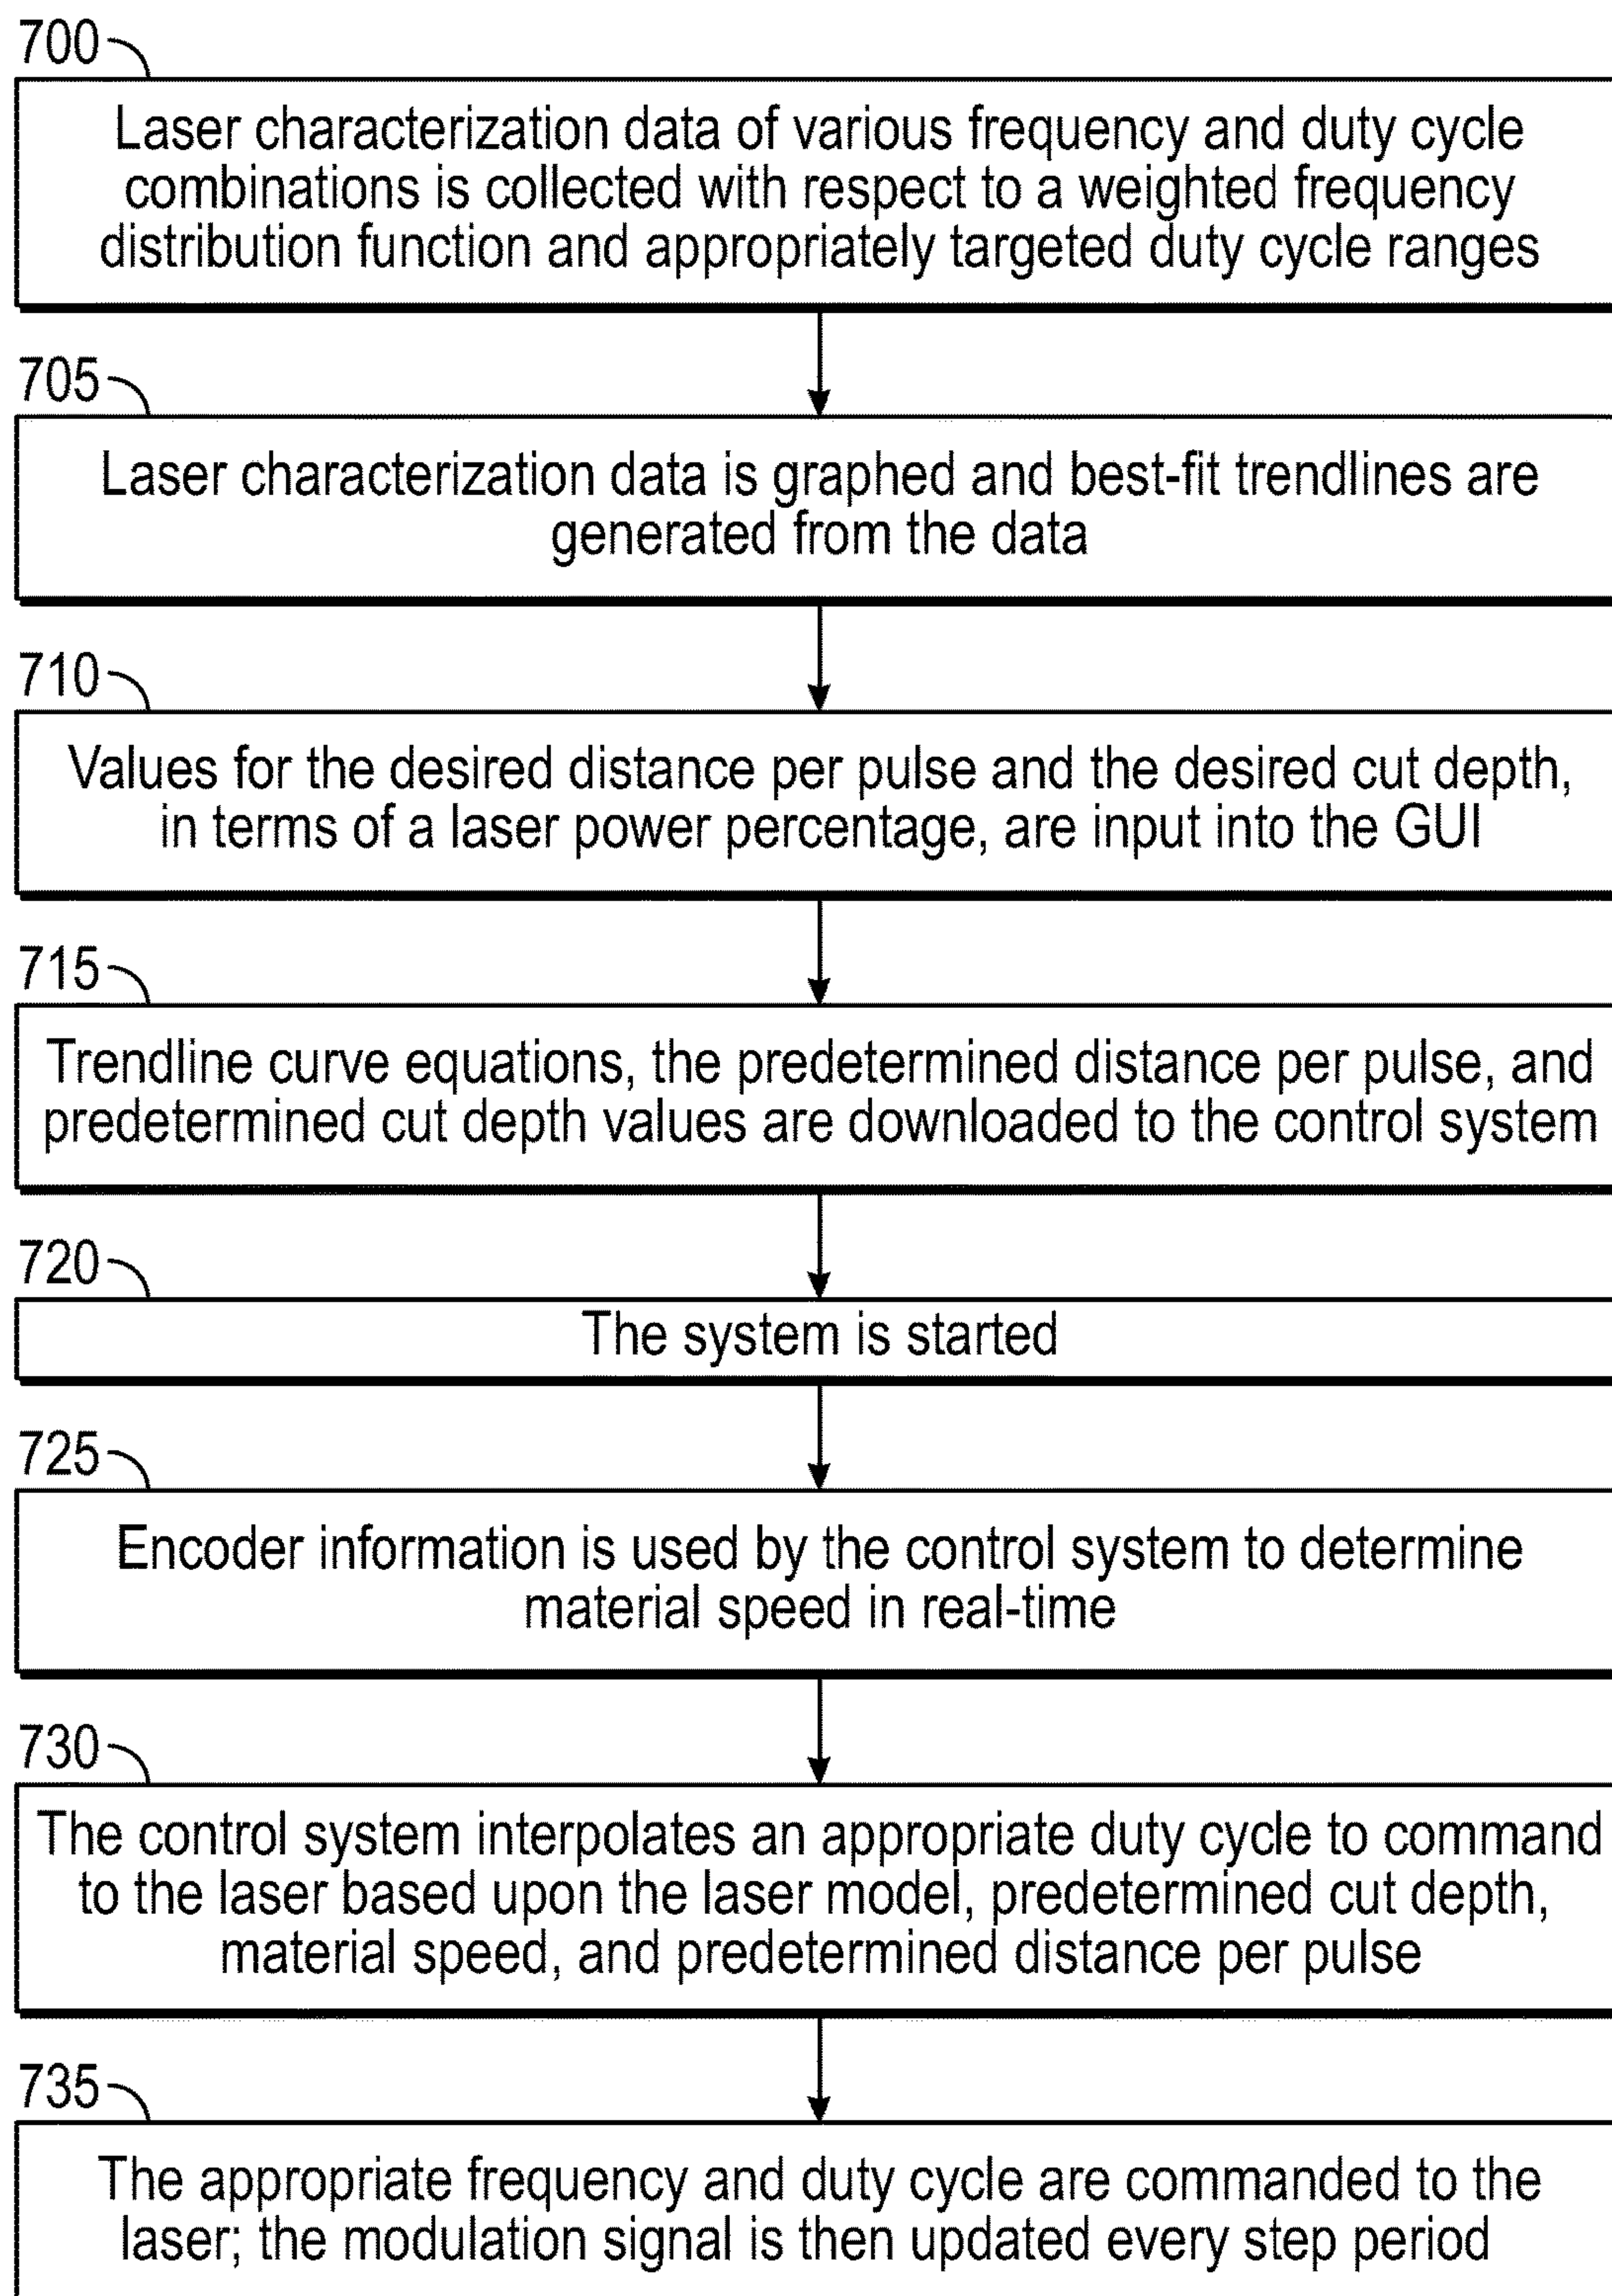 700
Laser characterization data of various frequency and duty cycle
combinations is collected with respect to a weighted frequency
distribution function and appropriately targeted duty cycle ranges
705
Laser characterization data is graphed and best-fit trendlines are
generated from the data
710
Values for the desired distance per pulse and the desired cut depth,
in terms of a laser power percentage, are input into the GUI
715
Trendline curve equations, the predetermined distance per pulse, and
predetermined cut depth values are downloaded to the control system
720
The system is started
725
Encoder information is used by the control system to determine
material speed in real-time
730
The control system interpolates an appropriate duty cycle to command
to the laser based upon the laser model, predetermined cut depth,
material speed, and predetermined distance per pulse
735
The appropriate frequency and duty cycle are commanded to the
laser; the modulation signal is then updated every step period